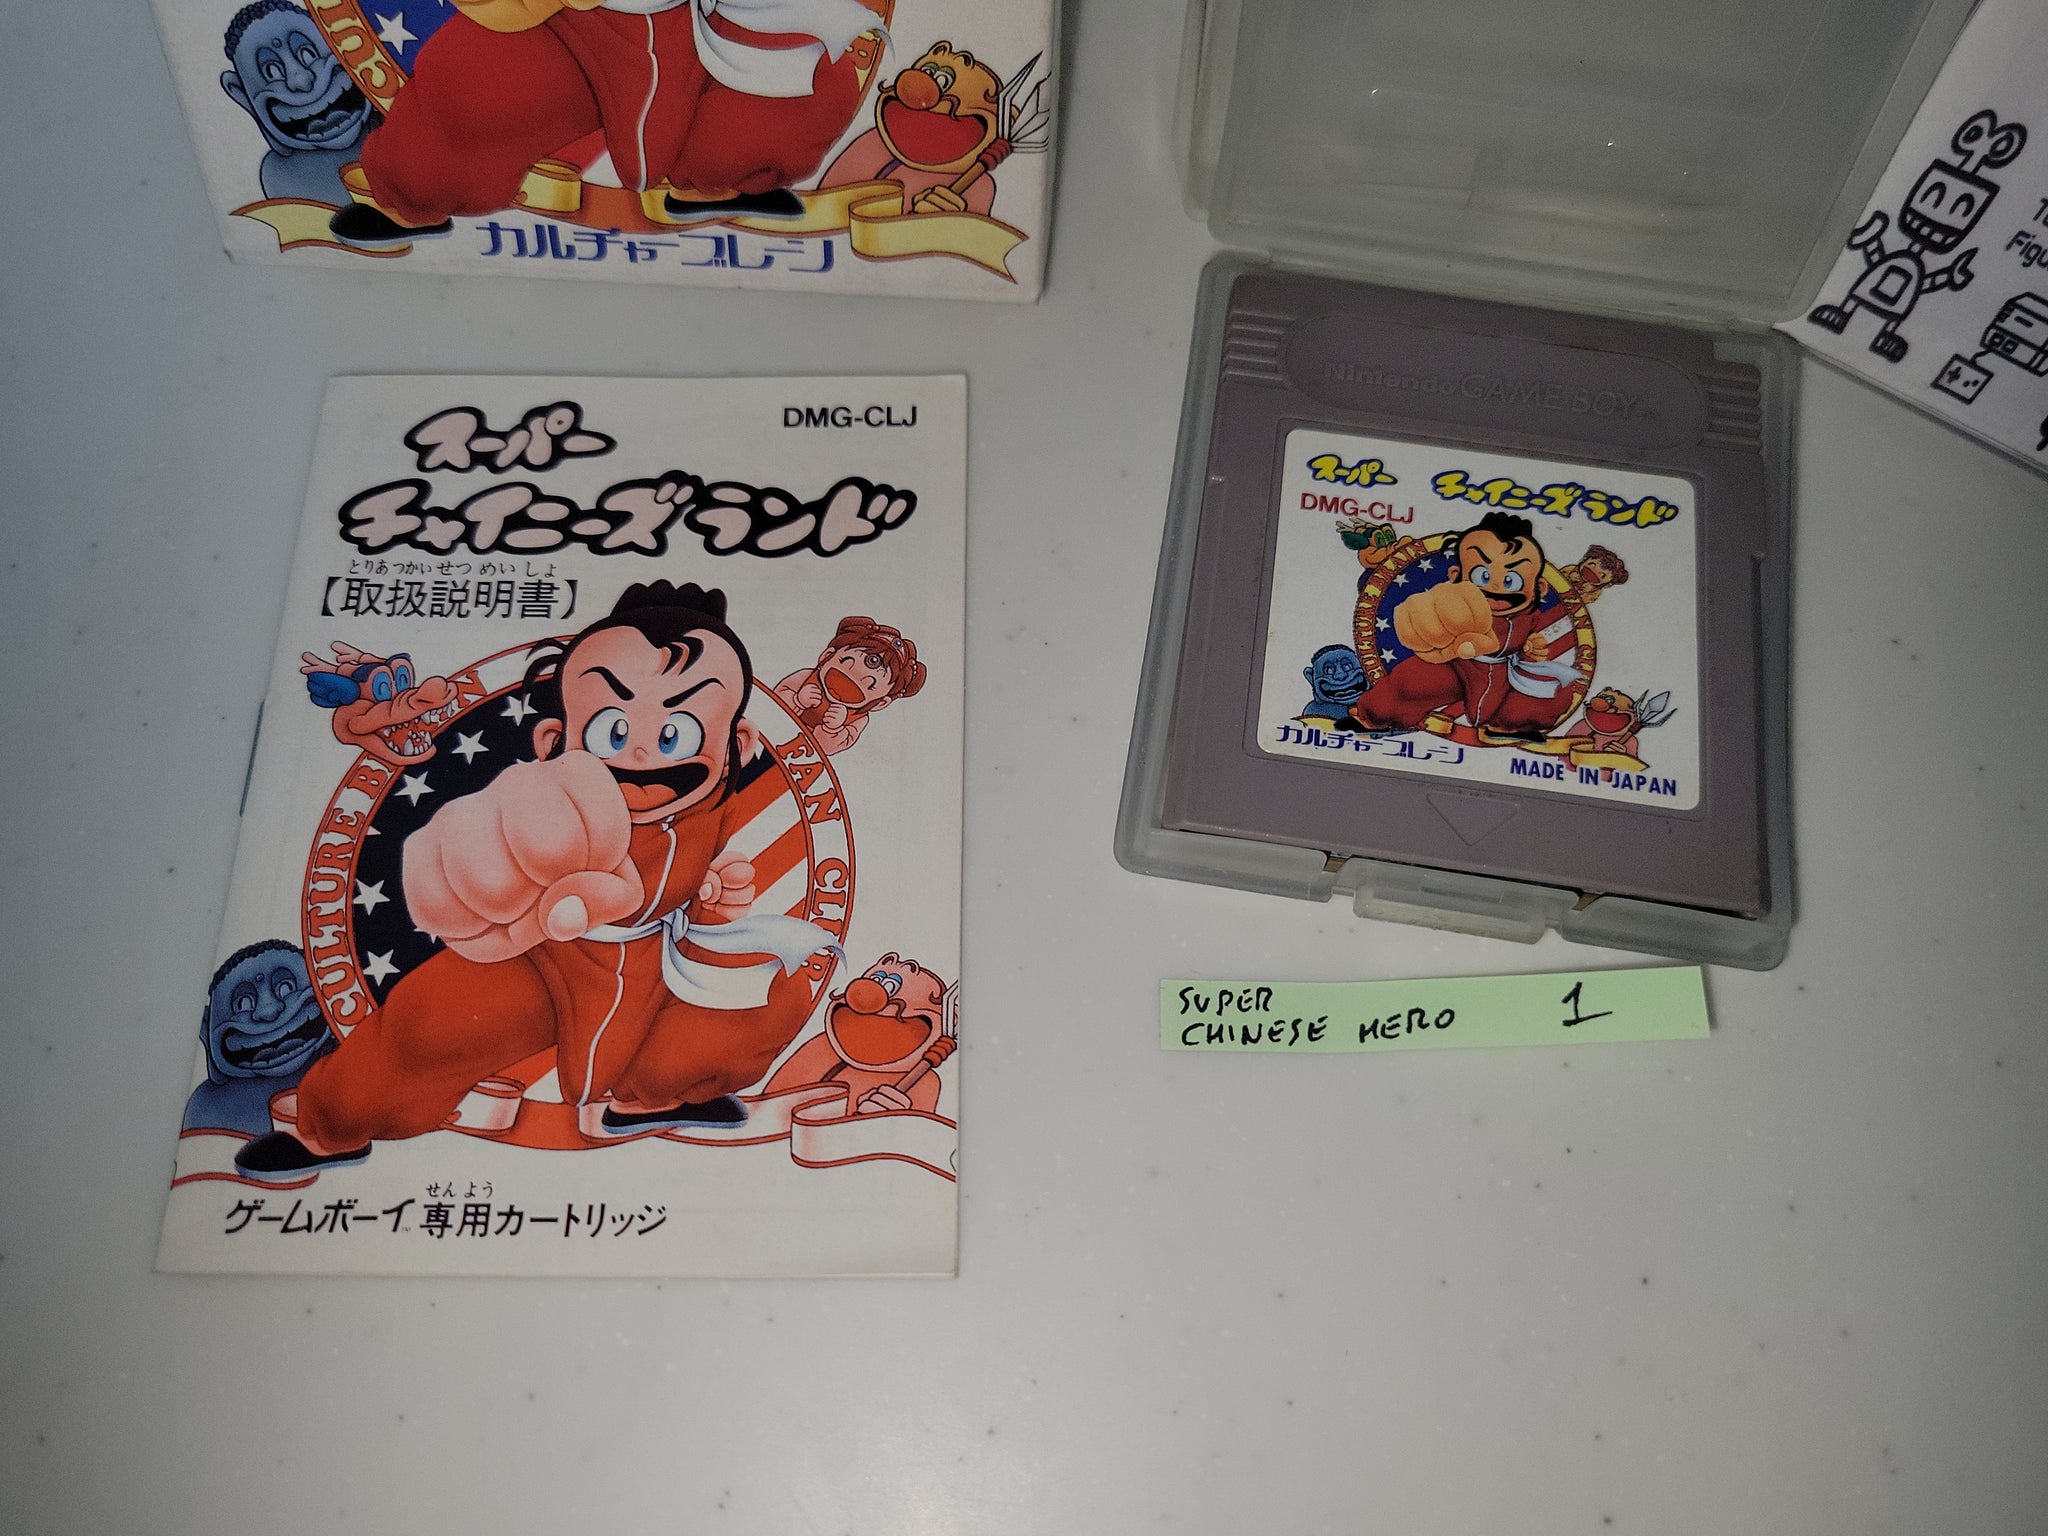 カルチャーブレーン
DMG-CLJ
スーパー
チャイニーズランド
とりあつかいせつめいしょ
【取扱説明書】
CULTURE
FAN CLUB
せんよう
ゲームボーイ専用カートリッジ
Nintendo GAME BOY
スーパー チャイニーズランド
DMG-CLJ
CULTURE BRAIN
カルチャーブレーン
MADE IN JAPAN
SUPER
CHINESE HERO 1